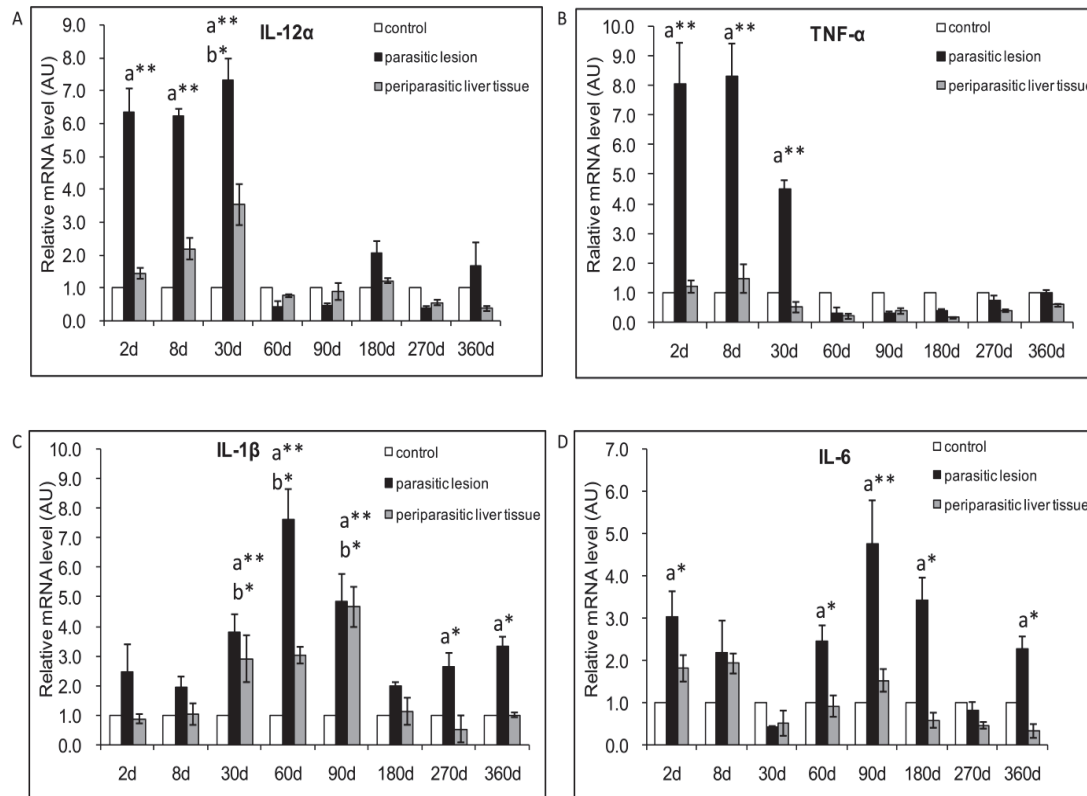 A
IL-12α
control
parasitic lesion
periparasitic liver tissue
Relative mRNA level (AU)
9.0
8.0
7.0
6.0
5.0
4.0
3.0
2.0
1.0
0.0
a**
a**
a**
b*
2d 8d 30d 60d 90d 180d 270d 360d
B
TNF-α
control
parasitic lesion
periparasitic liver tissue
Ralative mRNA level (AU)
10.0
9.0
8.0
7.0
6.0
5.0
4.0
3.0
2.0
1.0
0.0
a**
a**
a**
2d 8d 30d 60d 90d 180d 270d 360d
C
IL-1β
control
parasitic lesion
periparasitic liver tissue
Relative mRNA level (AU)
10.0
9.0
8.0
7.0
6.0
5.0
4.0
3.0
2.0
1.0
0.0
a**
b*
a**
b*
a**
b*
a*
a*
2d 8d 30d 60d 90d 180d 270d 360d
D
IL-6
control
parasitic lesion
periparasitic liver tissue
Relative mRNA level (AU)
7.0
6.0
5.0
4.0
3.0
2.0
1.0
0.0
a*
a*
a**
a*
a*
2d 8d 30d 60d 90d 180d 270d 360d